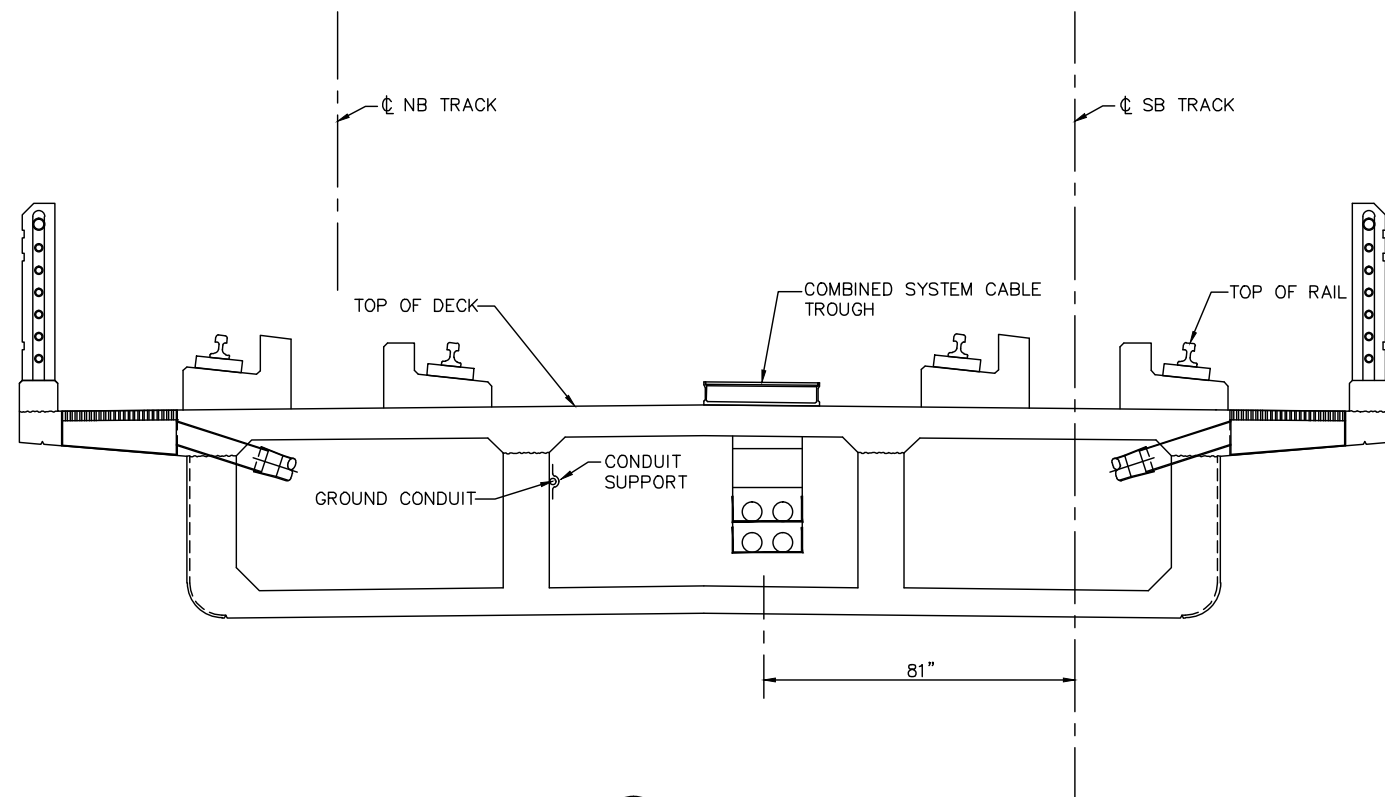 ℄ NB TRACK
℄ SB TRACK
TOP OF DECK
COMBINED SYSTEM CABLE
TROUGH
TOP OF RAIL
CONDUIT
SUPPORT
GROUND CONDUIT
81"